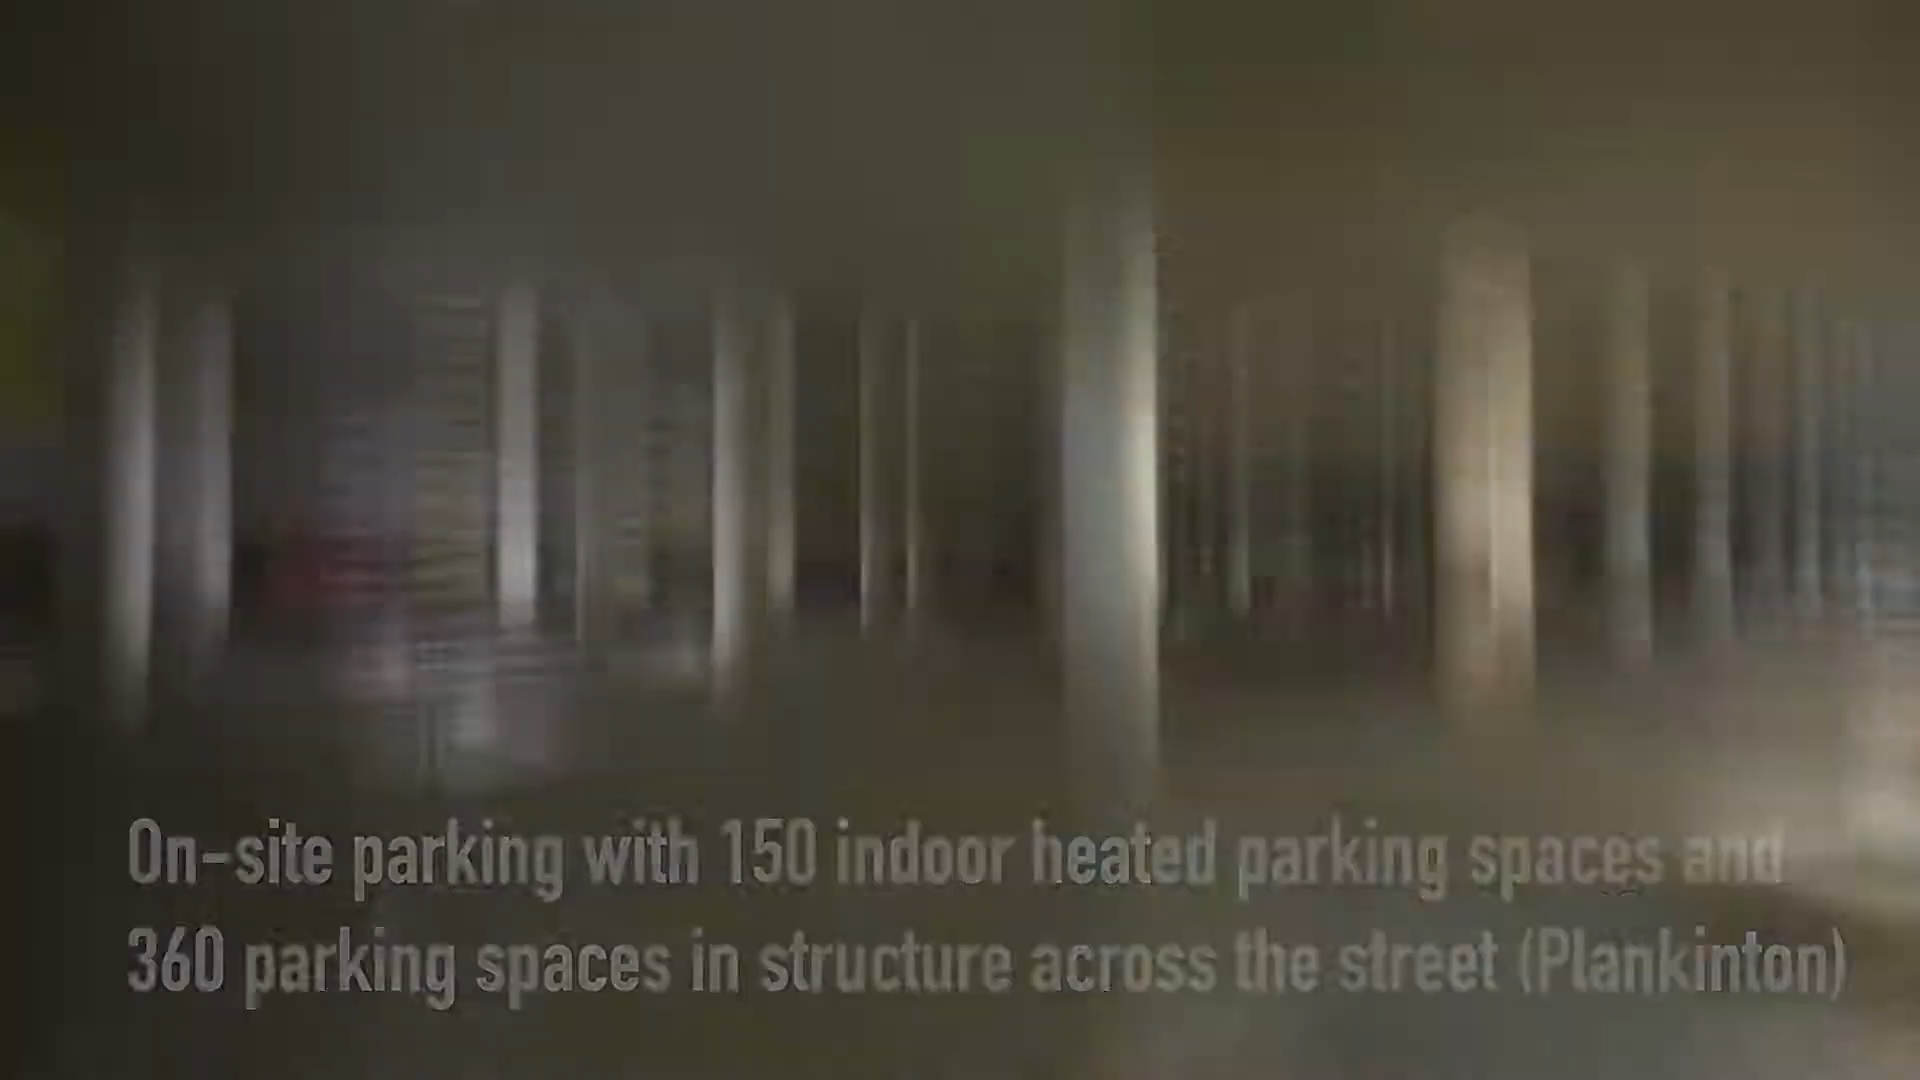 On-site parking with 150 indoor heated parking spaces and
360 parking spaces in structure across the street (Plankinton)